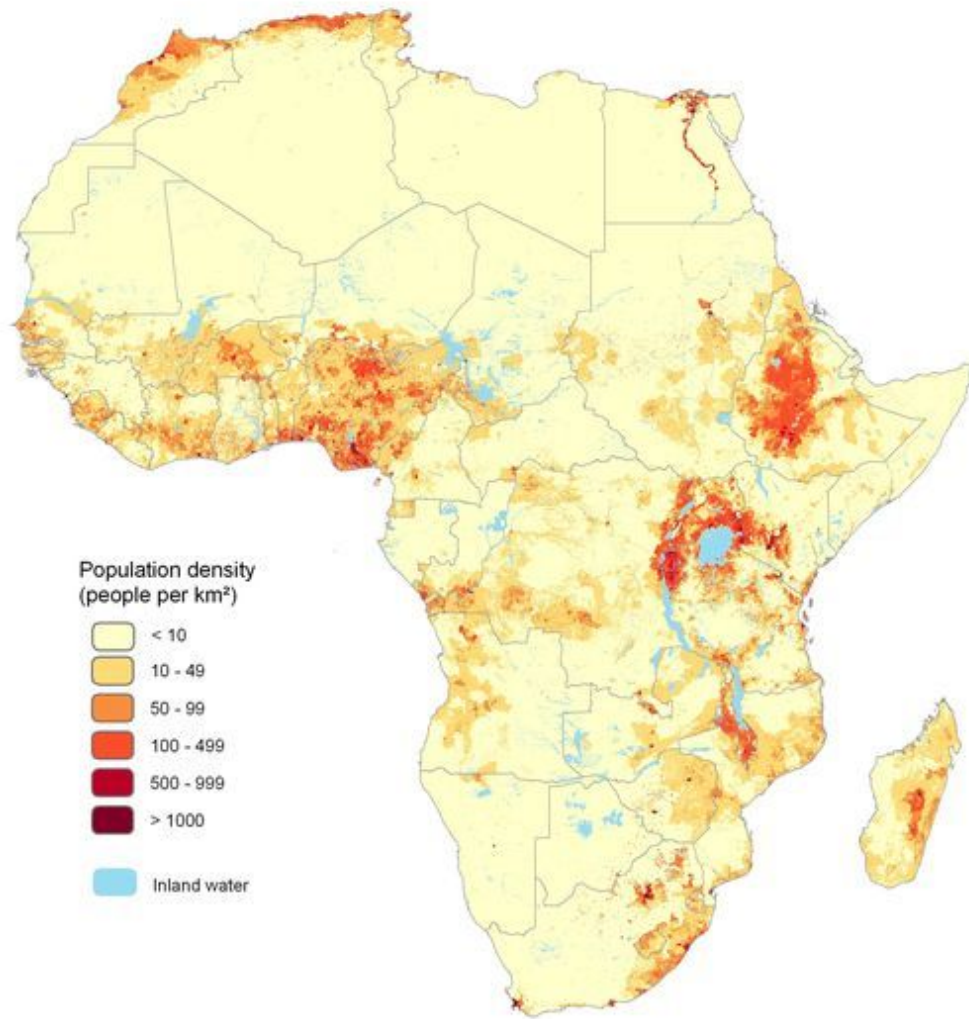 Population density
(people per km²)
< 10
10 - 49
50 - 99
100 - 499
500 - 999
> 1000
Inland water